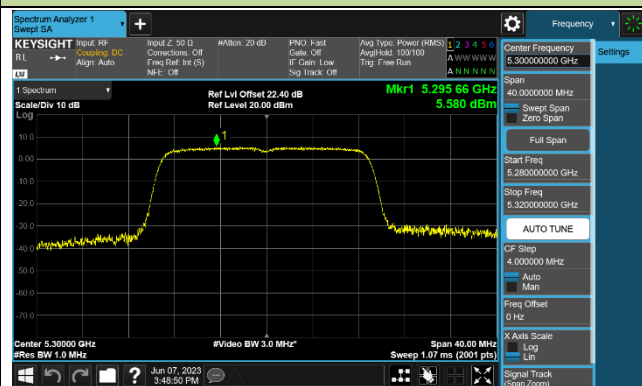 Spectrum Analyzer 1
Swept SA
Frequency
KEYSIGHT
Input: RF
Input Z: 50 Ω
#Atten: 20 dB
PNO: Fast
Avg Type: Power (RMS)
1 2 3 4 5 6
RL
Coupling: DC
Corrections: Off
Gate: Off
Avg|Hold: 100/100
A W W W W W
Align: Auto
Freq Ref: Int (S)
IF Gain: Low
Trig: Free Run
NFE: Off
Sig Track: Off
A N N N N N
LXI
Center Frequency
5.300000000 GHz
Settings
1 Spectrum
Ref Lvl Offset 22.40 dB
Mkr1 5.295 66 GHz
Scale/Div 10 dB
Ref Level 20.00 dBm
5.580 dBm
Log
10.0
0.00
-10.0
-20.0
-30.0
-40.0
-50.0
-60.0
-70.0
1
Span
40.0000000 MHz
Swept Span
Zero Span
Full Span
Start Freq
5.280000000 GHz
Stop Freq
5.320000000 GHz
AUTO TUNE
CF Step
4.000000 MHz
Auto
Man
Freq Offset
0 Hz
X Axis Scale
Log
Lin
Signal Track
(Span Zoom)
Center 5.30000 GHz
#Video BW 3.0 MHz*
Span 40.00 MHz
#Res BW 1.0 MHz
Sweep 1.07 ms (2001 pts)
Jun 07, 2023
3:48:50 PM